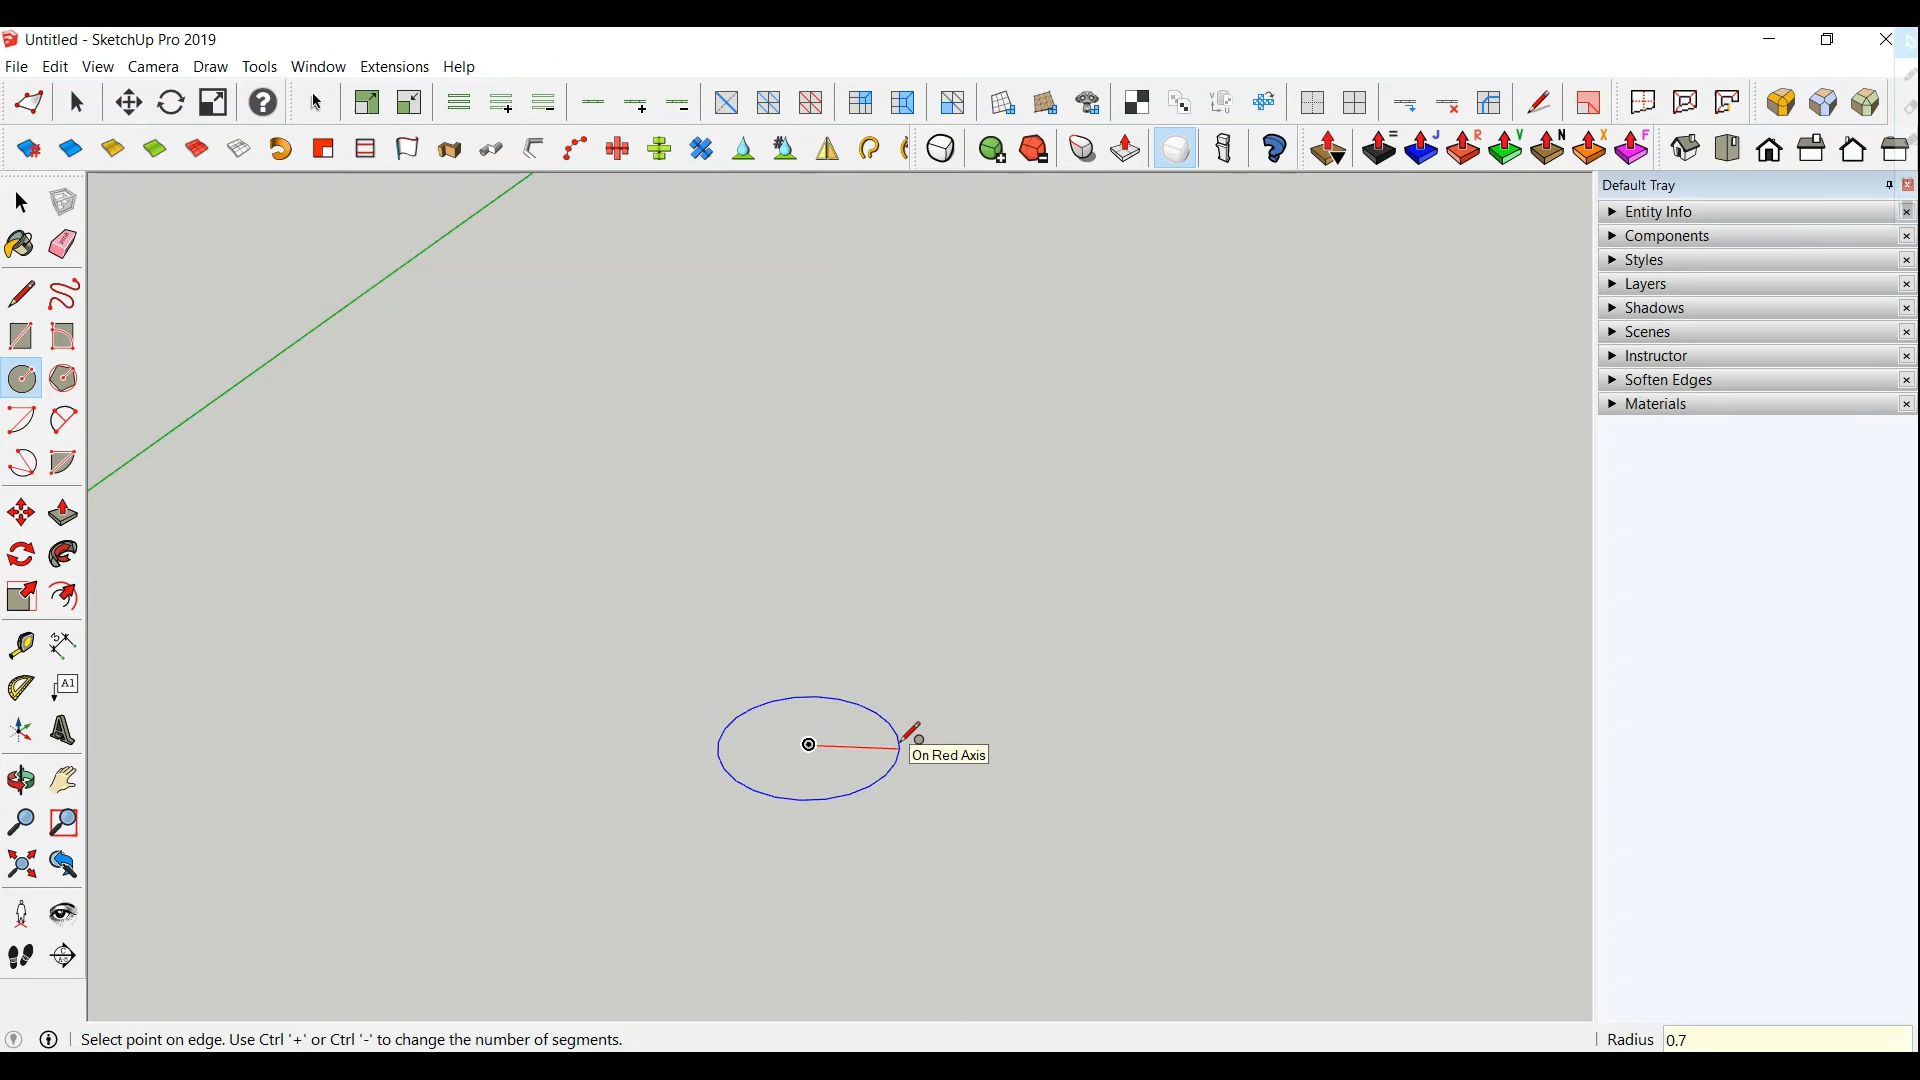 Untitled - SketchUp Pro 2019
File Edit View Camera Draw Tools Window Extensions Help
= J R V N X F
Default Tray
Entity Info
Components
Styles
Layers
Shadows
Scenes
Instructor
Soften Edges
Materials
A1
On Red Axis
Select point on edge. Use Ctrl '+' or Ctrl '-' to change the number of segments.
Radius 0.7